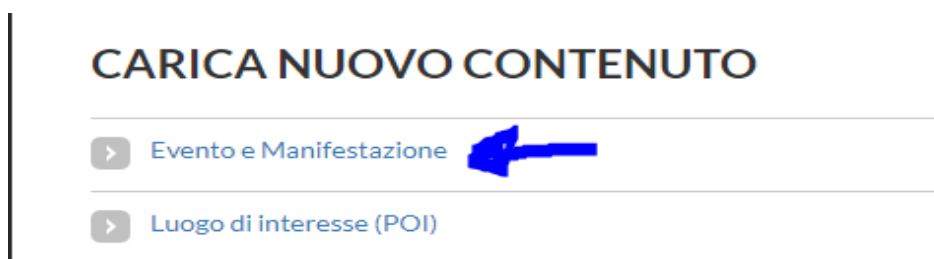 CARICA NUOVO CONTENUTO
Evento e Manifestazione
Luogo di interesse (POI)